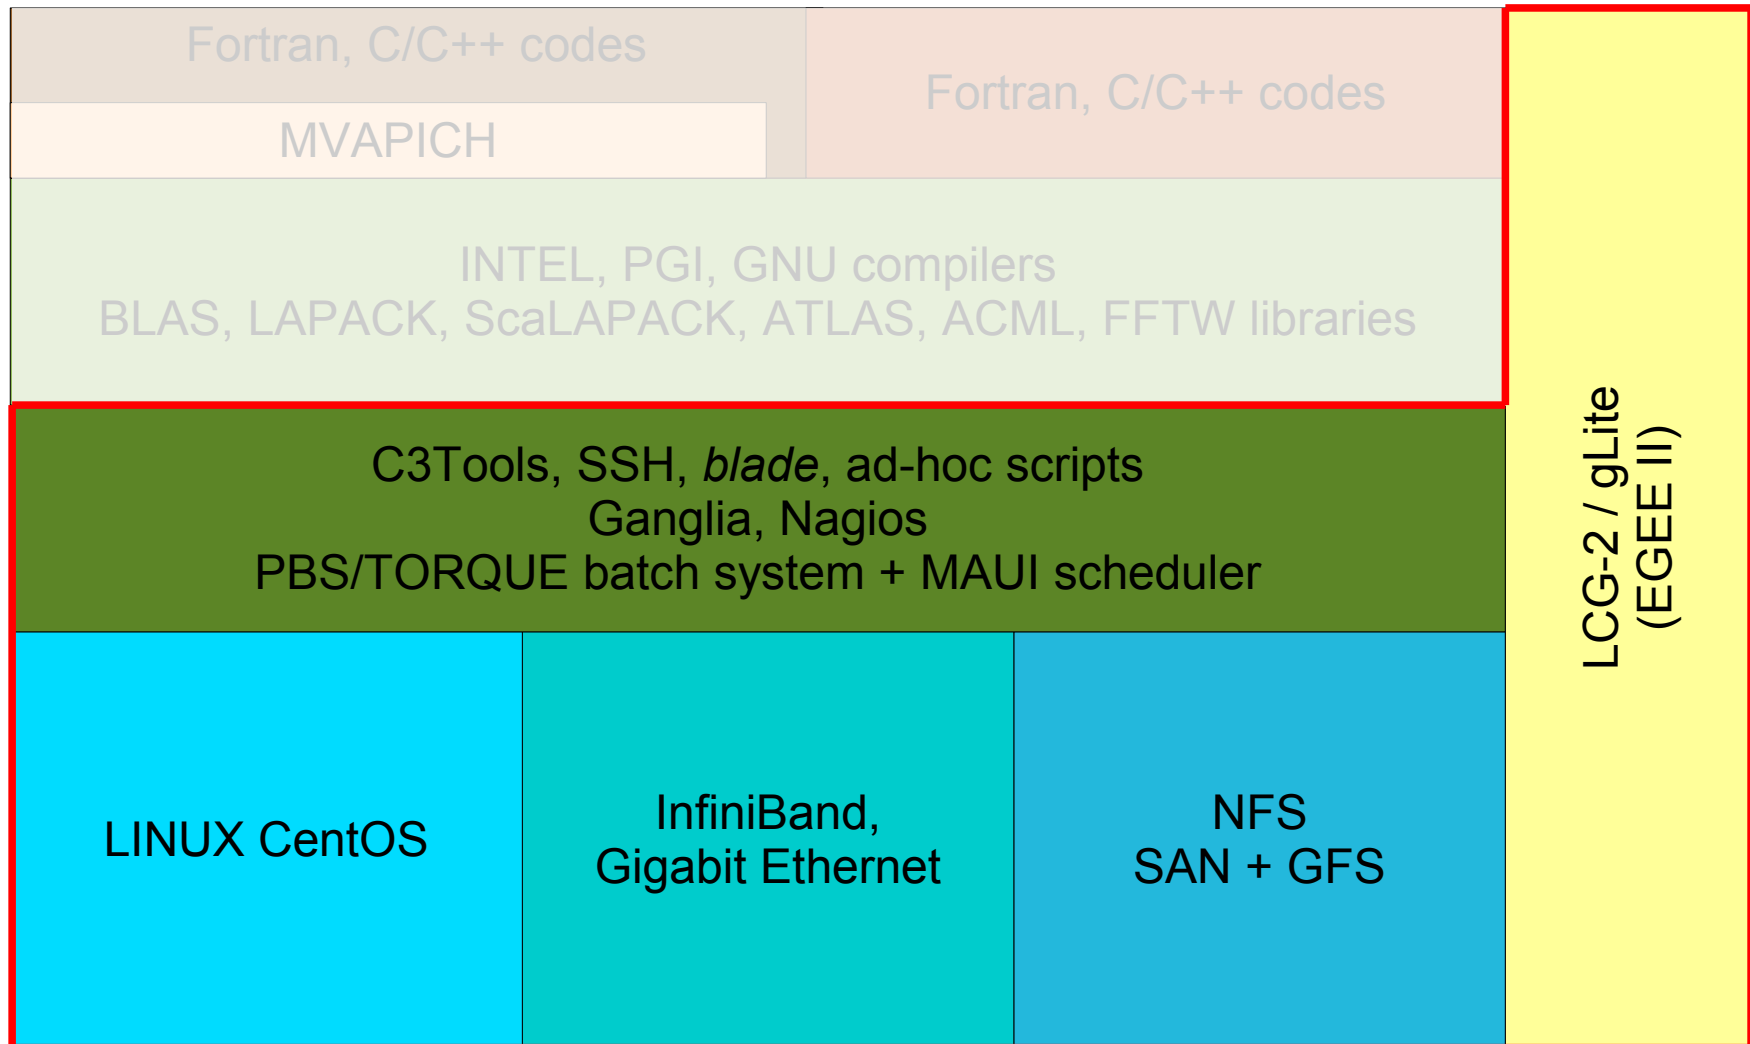 Fortran, C/C++ codes
Fortran, C/C++ codes
MVAPICH
INTEL, PGI, GNU compilers
BLAS, LAPACK, ScaLAPACK, ATLAS, ACML, FFTW libraries
C3Tools, SSH, blade, ad-hoc scripts
Ganglia, Nagios
PBS/TORQUE batch system + MAUI scheduler
LINUX CentOS
InfiniBand,
Gigabit Ethernet
NFS
SAN + GFS
LCG-2 / gLite
(EGEE II)